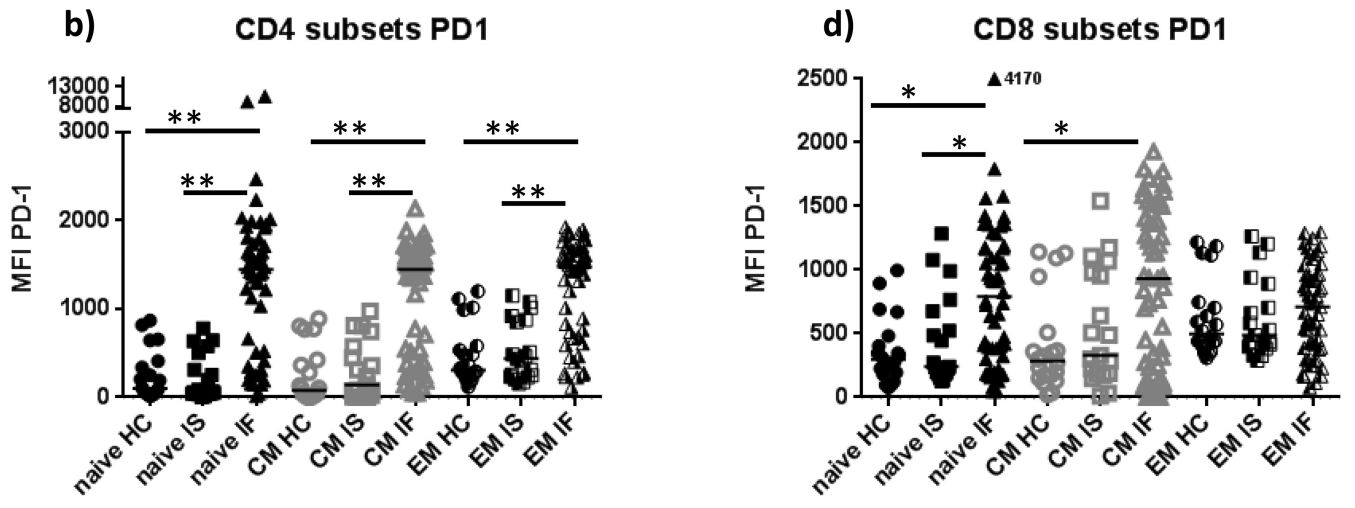 b)
CD4 subsets PD1
MFI PD-1
13000
8000
3000
2000
1000
0
**
**
**
**
**
**
naive HC
naive IS
naive IF
CM HC
CM IS
CM IF
EM HC
EM IS
EM IF
d)
CD8 subsets PD1
MFI PD-1
2500
2000
1500
1000
500
0
4170
*
*
*
naive HC
naive IS
naive IF
CM HC
CM IS
CM IF
EM HC
EM IS
EM IF